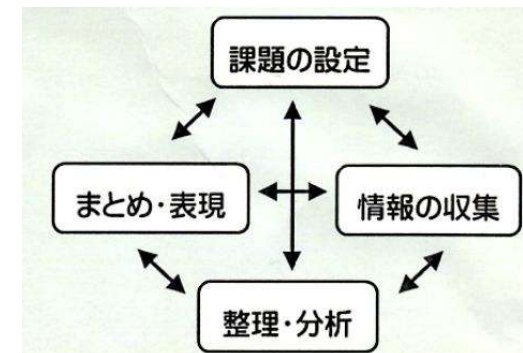 課題の設定
まとめ・表現
情報の収集
整理・分析